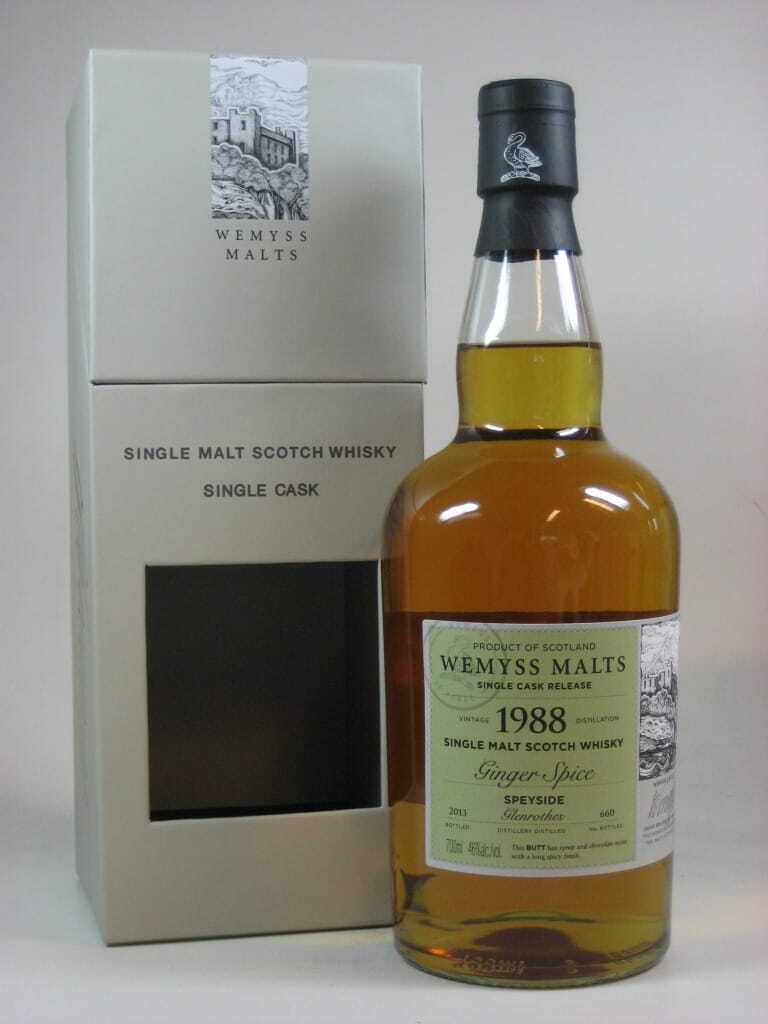 WEMYSS
MALTS
SINGLE MALT SCOTCH WHISKY
SINGLE CASK
PRODUCT OF SCOTLAND
WEMYSS MALTS
SINGLE CASK RELEASE
VINTAGE 1988 DISTILLATION
SINGLE MALT SCOTCH WHISKY
Ginger Spice
SPEYSIDE
2013 Glenrothes 660
BOTTLED DISTILLERY DISTILLED No. BOTTLES
700ml 46%alc/vol
This BUTT has spice and chocolate notes
with a long spicy finish.